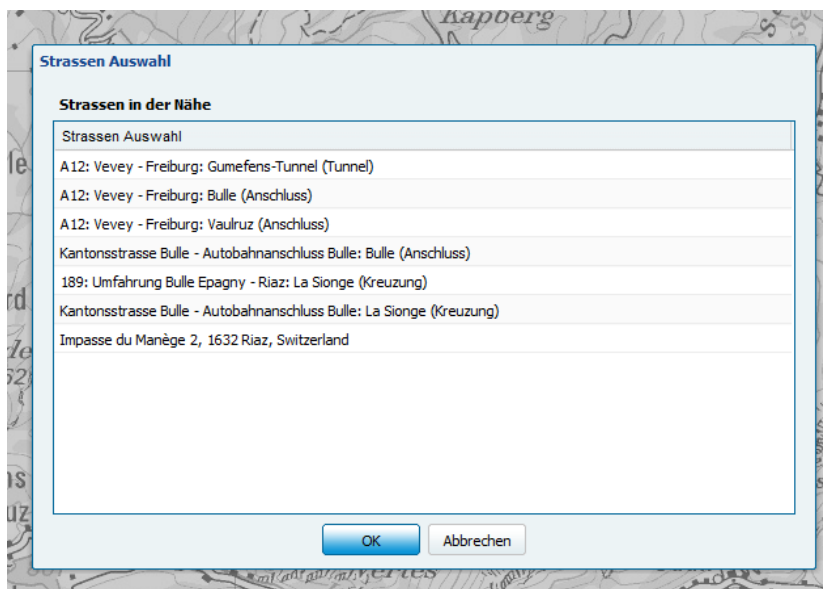 Kapberg
Strassen Auswahl
Strassen in der Nähe
Strassen Auswahl
A12: Vevey - Freiburg: Gumefens-Tunnel (Tunnel)
A12: Vevey - Freiburg: Bulle (Anschluss)
A12: Vevey - Freiburg: Vaulruz (Anschluss)
Kantonsstrasse Bulle - Autobahnanschluss Bulle: Bulle (Anschluss)
189: Umfahrung Bulle Epagny - Riaz: La Sionge (Kreuzung)
Kantonsstrasse Bulle - Autobahnanschluss Bulle: La Sionge (Kreuzung)
Impasse du Manège 2, 1632 Riaz, Switzerland
OK
Abbrechen